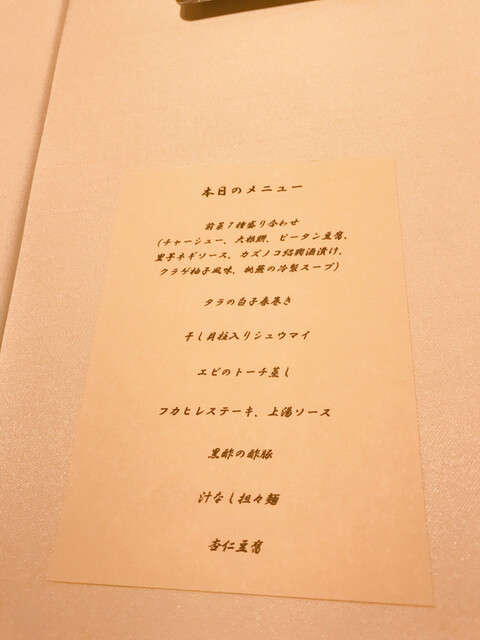 本日のメニュー
前菜7種盛り合わせ
(チャーシュー、大根餅、ピータン豆腐、
里芋ネギソース、カズノコ紹興酒漬け、
クラゲ柚子風味、桃藍の冷製スープ)
タラの白子春巻き
干し貝柱入りシュウマイ
エビのトーチ蒸し
フカヒレステーキ、上湯ソース
黒酢の酢豚
汁なし担々麺
杏仁豆腐